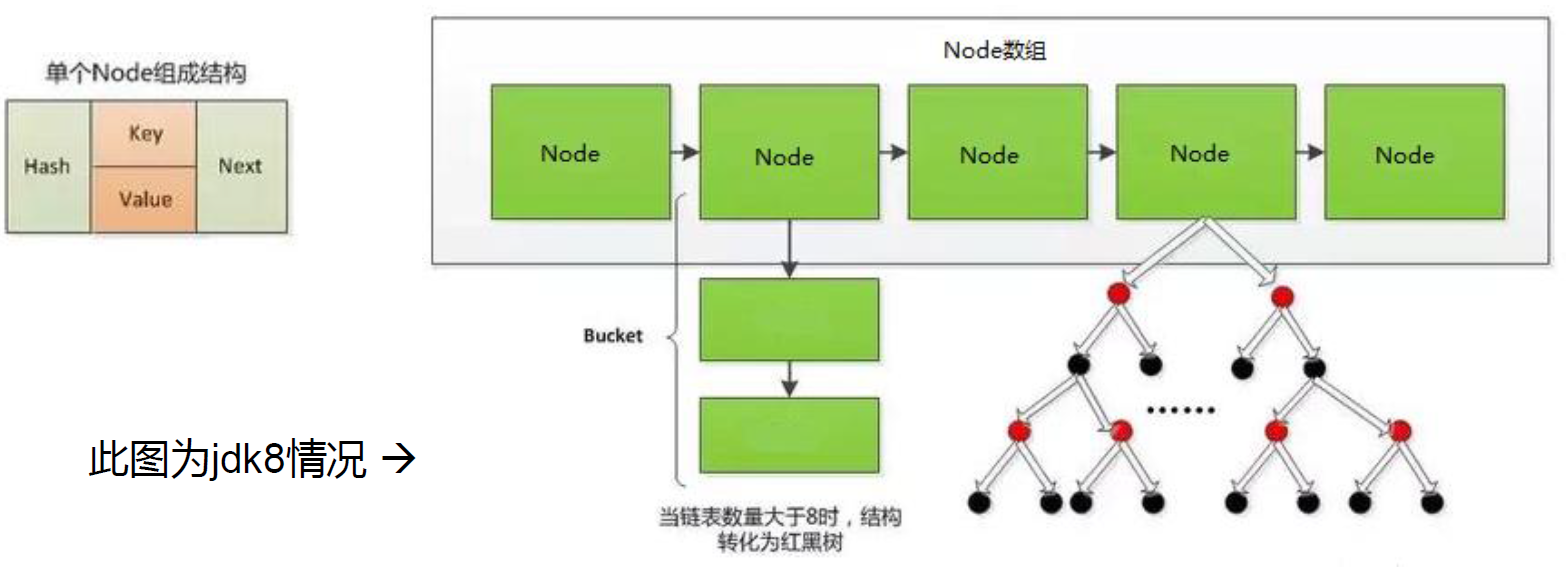 单个Node组成结构
Hash
Key
Value
Next
Node数组
Node
Node
Node
Node
Node
Bucket
......
当链表数量大于8时，结构
转化为红黑树
此图为jdk8情况 →